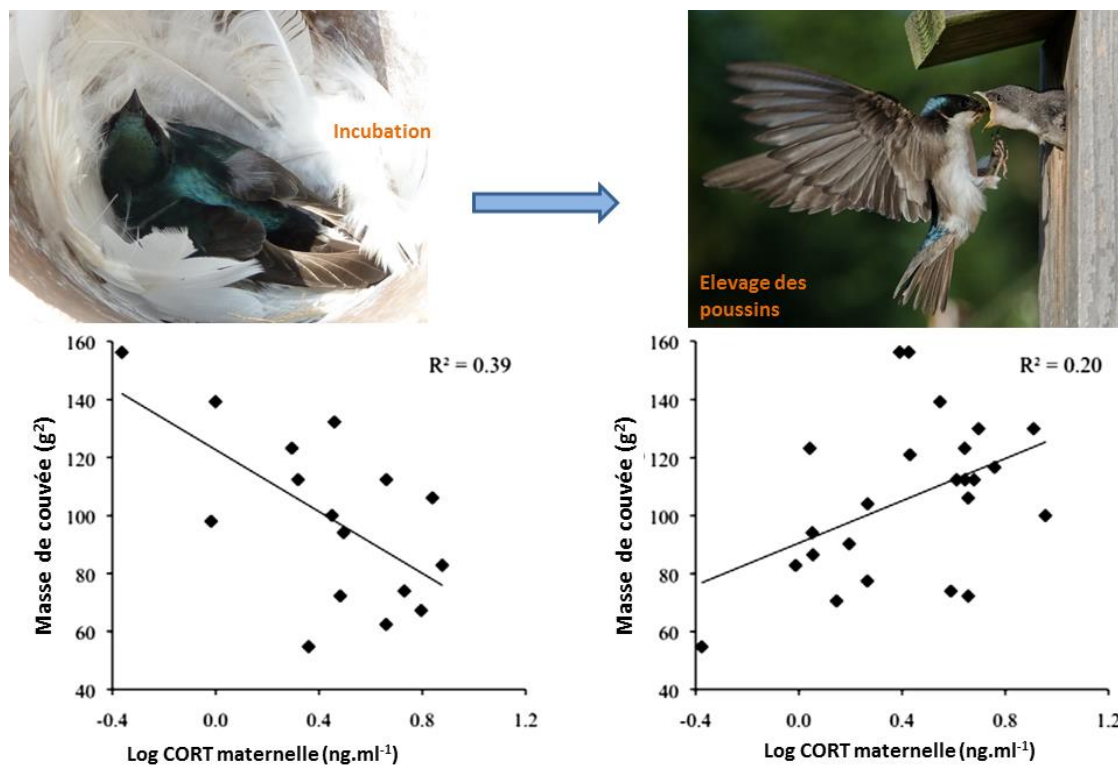 Incubation
Elevage des
poussins
R² = 0.39
Masse de couvée (g²)
160
140
120
100
80
60
40
-0.4
0.0
0.4
0.8
1.2
Log CORT maternelle (ng.ml⁻¹)
R² = 0.20
Masse de couvée (g²)
160
140
120
100
80
60
40
-0.4
0.0
0.4
0.8
1.2
Log CORT maternelle (ng.ml⁻¹)